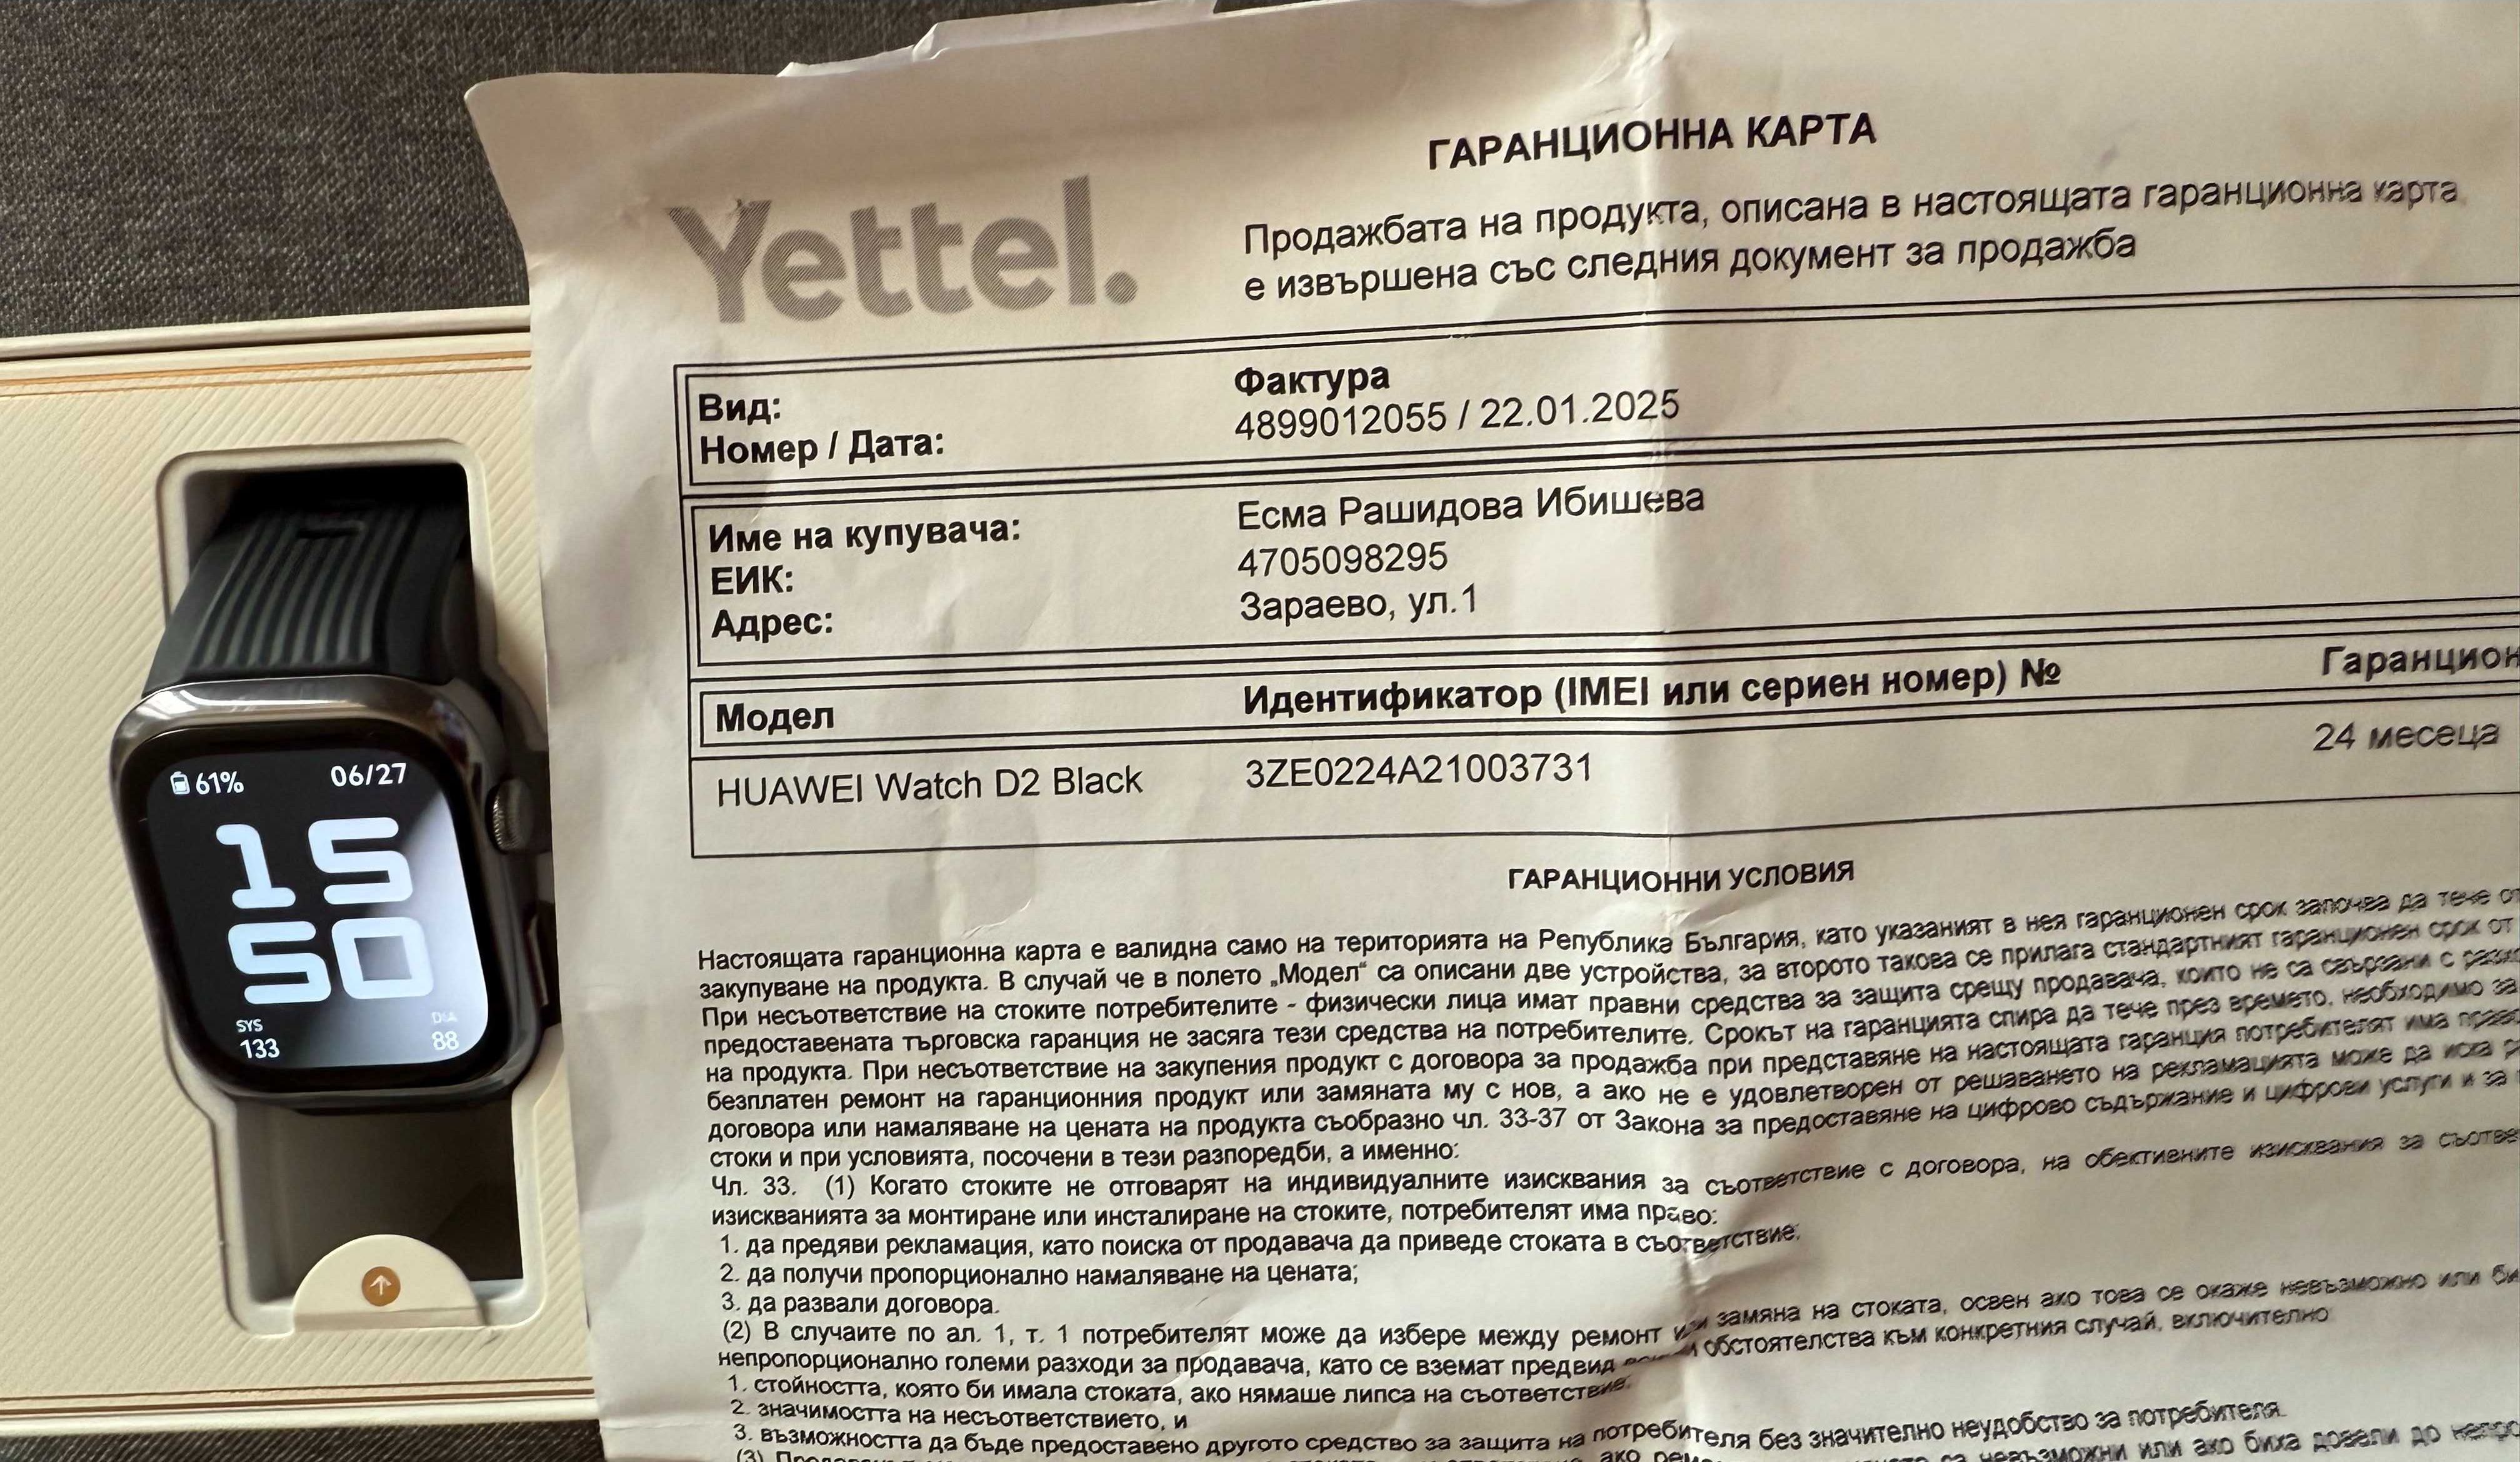 61% 06/27
15
50
SYS DIA
133 88
ГАРАНЦИОННА КАРТА
Yettel.
Продажбата на продукта, описана в настоящата гаранционна карта
е извършена със следния документ за продажба
Вид: Фактура
Номер / Дата: 4899012055 / 22.01.2025
Име на купувача: Есма Рашидова Ибишева
ЕИК: 4705098295
Адрес: Зараево, ул.1
Модел Идентификатор (IMEI или сериен номер) № Гаранцион
HUAWEI Watch D2 Black 3ZE0224A21003731 24 месеца
ГАРАНЦИОННИ УСЛОВИЯ
Настоящата гаранционна карта е валидна само на територията на Република България, като указаният в нея гаранционен срок започва да тече от
закупуване на продукта. В случай че в полето „Модел“ са описани две устройства, за второто такова се прилага стандартният гаранционен срок от
При несъответствие на стоките потребителите - физически лица имат правни средства за защита срещу продавача, които не са свързани с
предоставената търговска гаранция не засяга тези средства на потребителите. Срокът на гаранцията спира да тече през времето, необходимо за
на продукта. При несъответствие на закупения продукт с договора за продажба при представяне на настоящата гаранция потребителят има право
безплатен ремонт на гаранционния продукт или замяната му с нов, а ако не е удовлетворен от решаването на рекламацията може да иска
договора или намаляване на цената на продукта съобразно чл. 33-37 от Закона за предоставяне на цифрово съдържание и цифрови услуги и за
стоки и при условията, посочени в тези разпоредби, а именно:
Чл. 33. (1) Когато стоките не отговарят на индивидуалните изисквания за съответствие с договора, на обективните изисквания за
изискванията за монтиране или инсталиране на стоките, потребителят има право:
1. да предяви рекламация, като поиска от продавача да приведе стоката в съответствие;
2. да получи пропорционално намаляване на цената;
3. да развали договора.
(2) В случаите по ал. 1, т. 1 потребителят може да избере между ремонт или замяна на стоката, освен ако това се окаже невъзможно или
непропорционално големи разходи за продавача, като се вземат предвид обстоятелства към конкретния случай, включително
1. стойността, която би имала стоката, ако нямаше липса на съответствие;
2. значимостта на несъответствието, и
3. възможността да бъде предоставено другото средство за защита на потребителя без значително неудобство за потребителя.
(3) невъзможни или ако биха довели до